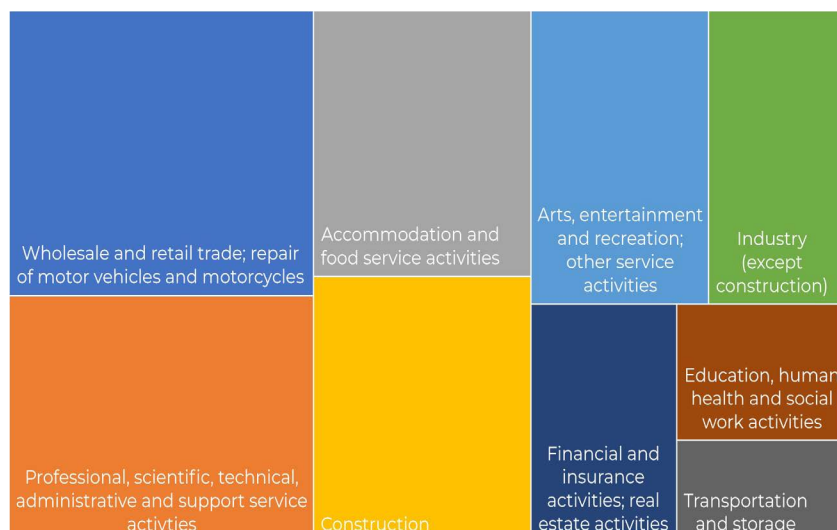 Wholesale and retail trade; repair
of motor vehicles and motorcycles
Accommodation and
food service activities
Arts, entertainment
and recreation;
other service
activities
Industry
(except
construction)
Professional, scientific, technical,
administrative and support service
activties
Construction
Financial and
insurance
activities; real
estate activities
Education, human
health and social
work activities
Transportation
and storage